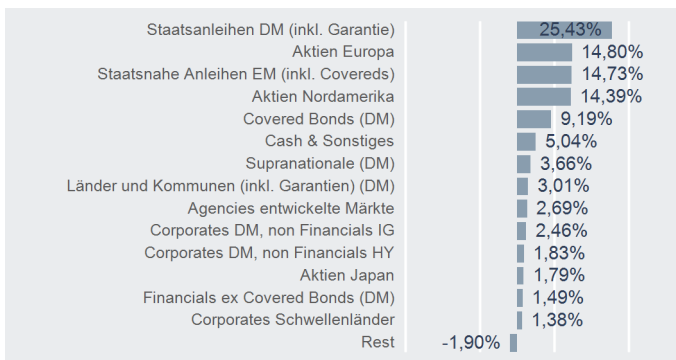 Staatsanleihen DM (inkl. Garantie) 25,43%
Aktien Europa 14,80%
Staatsnahe Anleihen EM (inkl. Covereds) 14,73%
Aktien Nordamerika 14,39%
Covered Bonds (DM) 9,19%
Cash & Sonstiges 5,04%
Supranationale (DM) 3,66%
Länder und Kommunen (inkl. Garantien) (DM) 3,01%
Agencies entwickelte Märkte 2,69%
Corporates DM, non Financials IG 2,46%
Corporates DM, non Financials HY 1,83%
Aktien Japan 1,79%
Financials ex Covered Bonds (DM) 1,49%
Corporates Schwellenländer 1,38%
Rest -1,90%